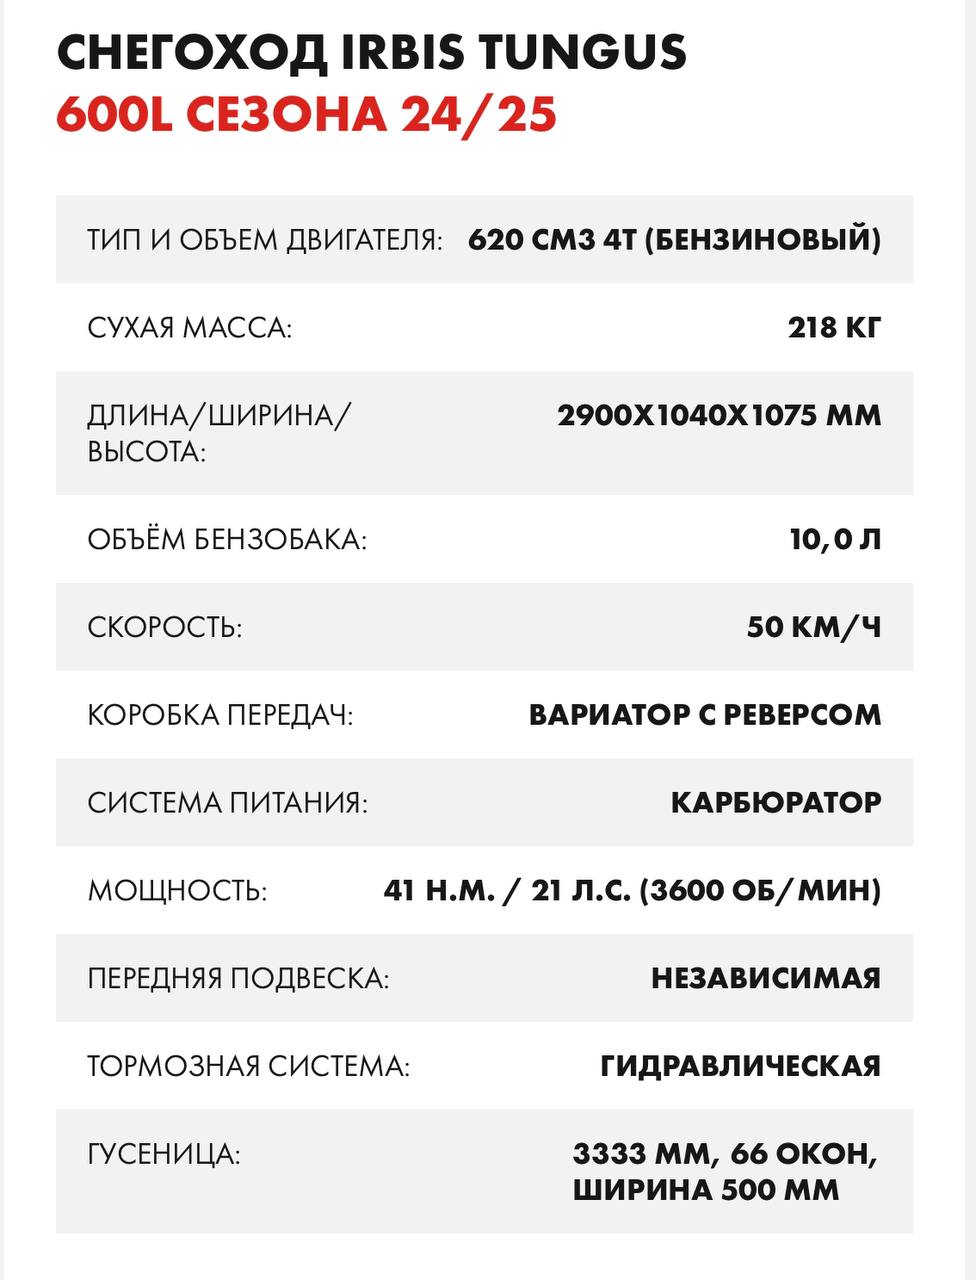 СНЕГОХОД IRBIS TUNGUS
600L СЕЗОНА 24/25
ТИП И ОБЪЕМ ДВИГАТЕЛЯ: 620 СМ3 4Т (БЕНЗИНОВЫЙ)
СУХАЯ МАССА: 218 КГ
ДЛИНА/ШИРИНА/ 2900Х1040Х1075 ММ
ВЫСОТА:
ОБЪЁМ БЕНЗОБАКА: 10,0 Л
СКОРОСТЬ: 50 КМ/Ч
КОРОБКА ПЕРЕДАЧ: ВАРИАТОР С РЕВЕРСОМ
СИСТЕМА ПИТАНИЯ: КАРБЮРАТОР
МОЩНОСТЬ: 41 Н.М. / 21 Л.С. (3600 ОБ/МИН)
ПЕРЕДНЯЯ ПОДВЕСКА: НЕЗАВИСИМАЯ
ТОРМОЗНАЯ СИСТЕМА: ГИДРАВЛИЧЕСКАЯ
ГУСЕНИЦА: 3333 ММ, 66 ОКОН,
ШИРИНА 500 ММ